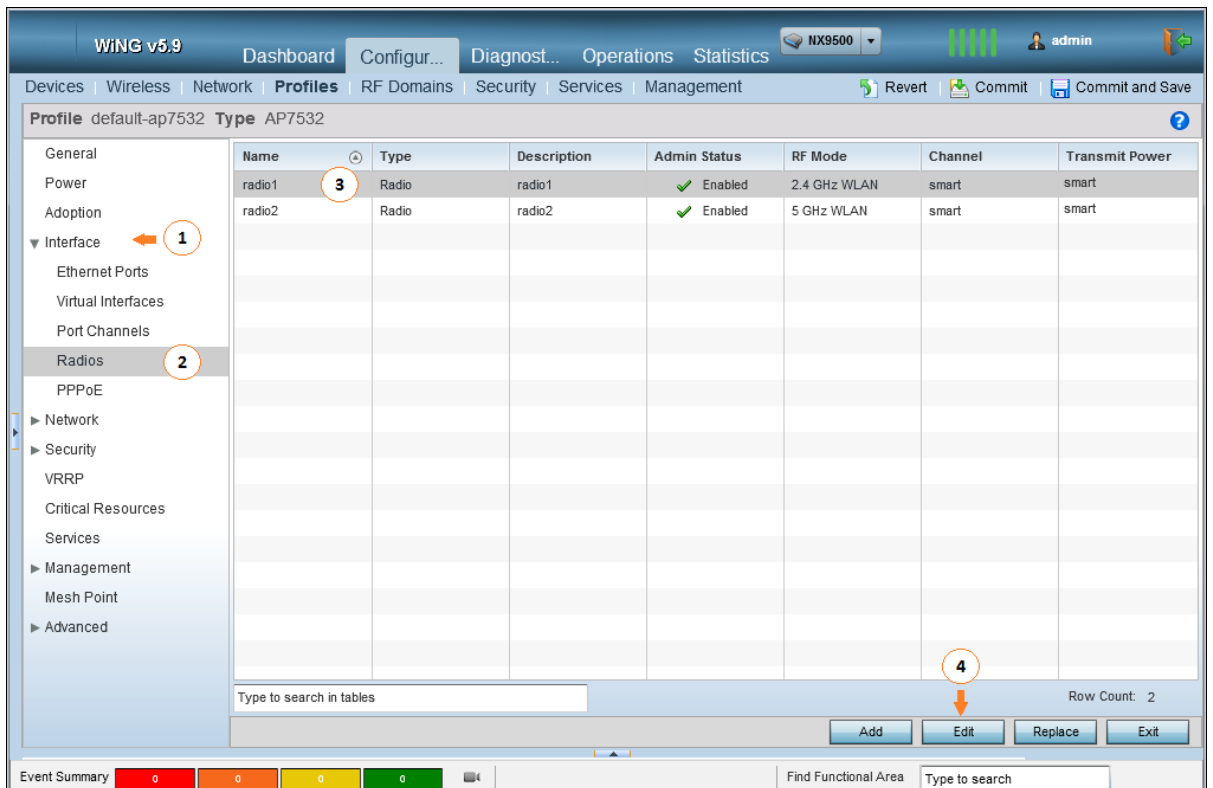 WiNG v5.9
Dashboard Configur... Diagnost... Operations Statistics NX9500 admin
Devices Wireless Network Profiles RF Domains Security Services Management Revert Commit Commit and Save
Profile default-ap7532 Type AP7532 ?
General
Power
Adoption
Interface 1
Ethernet Ports
Virtual Interfaces
Port Channels
Radios 2
PPPoE
Network
Security
VRRP
Critical Resources
Services
Management
Mesh Point
Advanced
Name Type Description Admin Status RF Mode Channel Transmit Power
radio1 3 Radio radio1 Enabled 2.4 GHz WLAN smart smart
radio2 Radio radio2 Enabled 5 GHz WLAN smart smart
4
Type to search in tables Row Count: 2
Add Edit Replace Exit
Event Summary 0 0 0 0 Find Functional Area Type to search